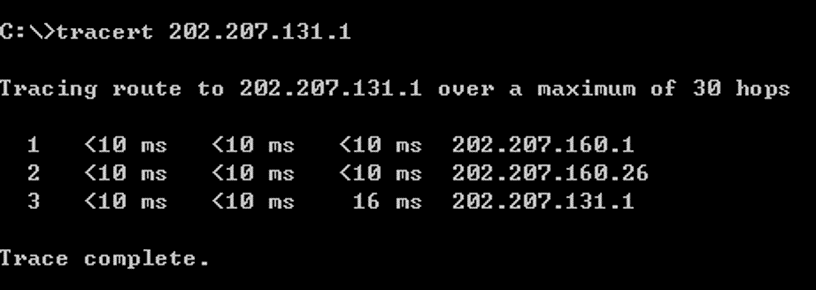 C:\>tracert 202.207.131.1
Tracing route to 202.207.131.1 over a maximum of 30 hops
1 <10 ms <10 ms <10 ms 202.207.160.1
2 <10 ms <10 ms <10 ms 202.207.160.26
3 <10 ms <10 ms 16 ms 202.207.131.1
Trace complete.